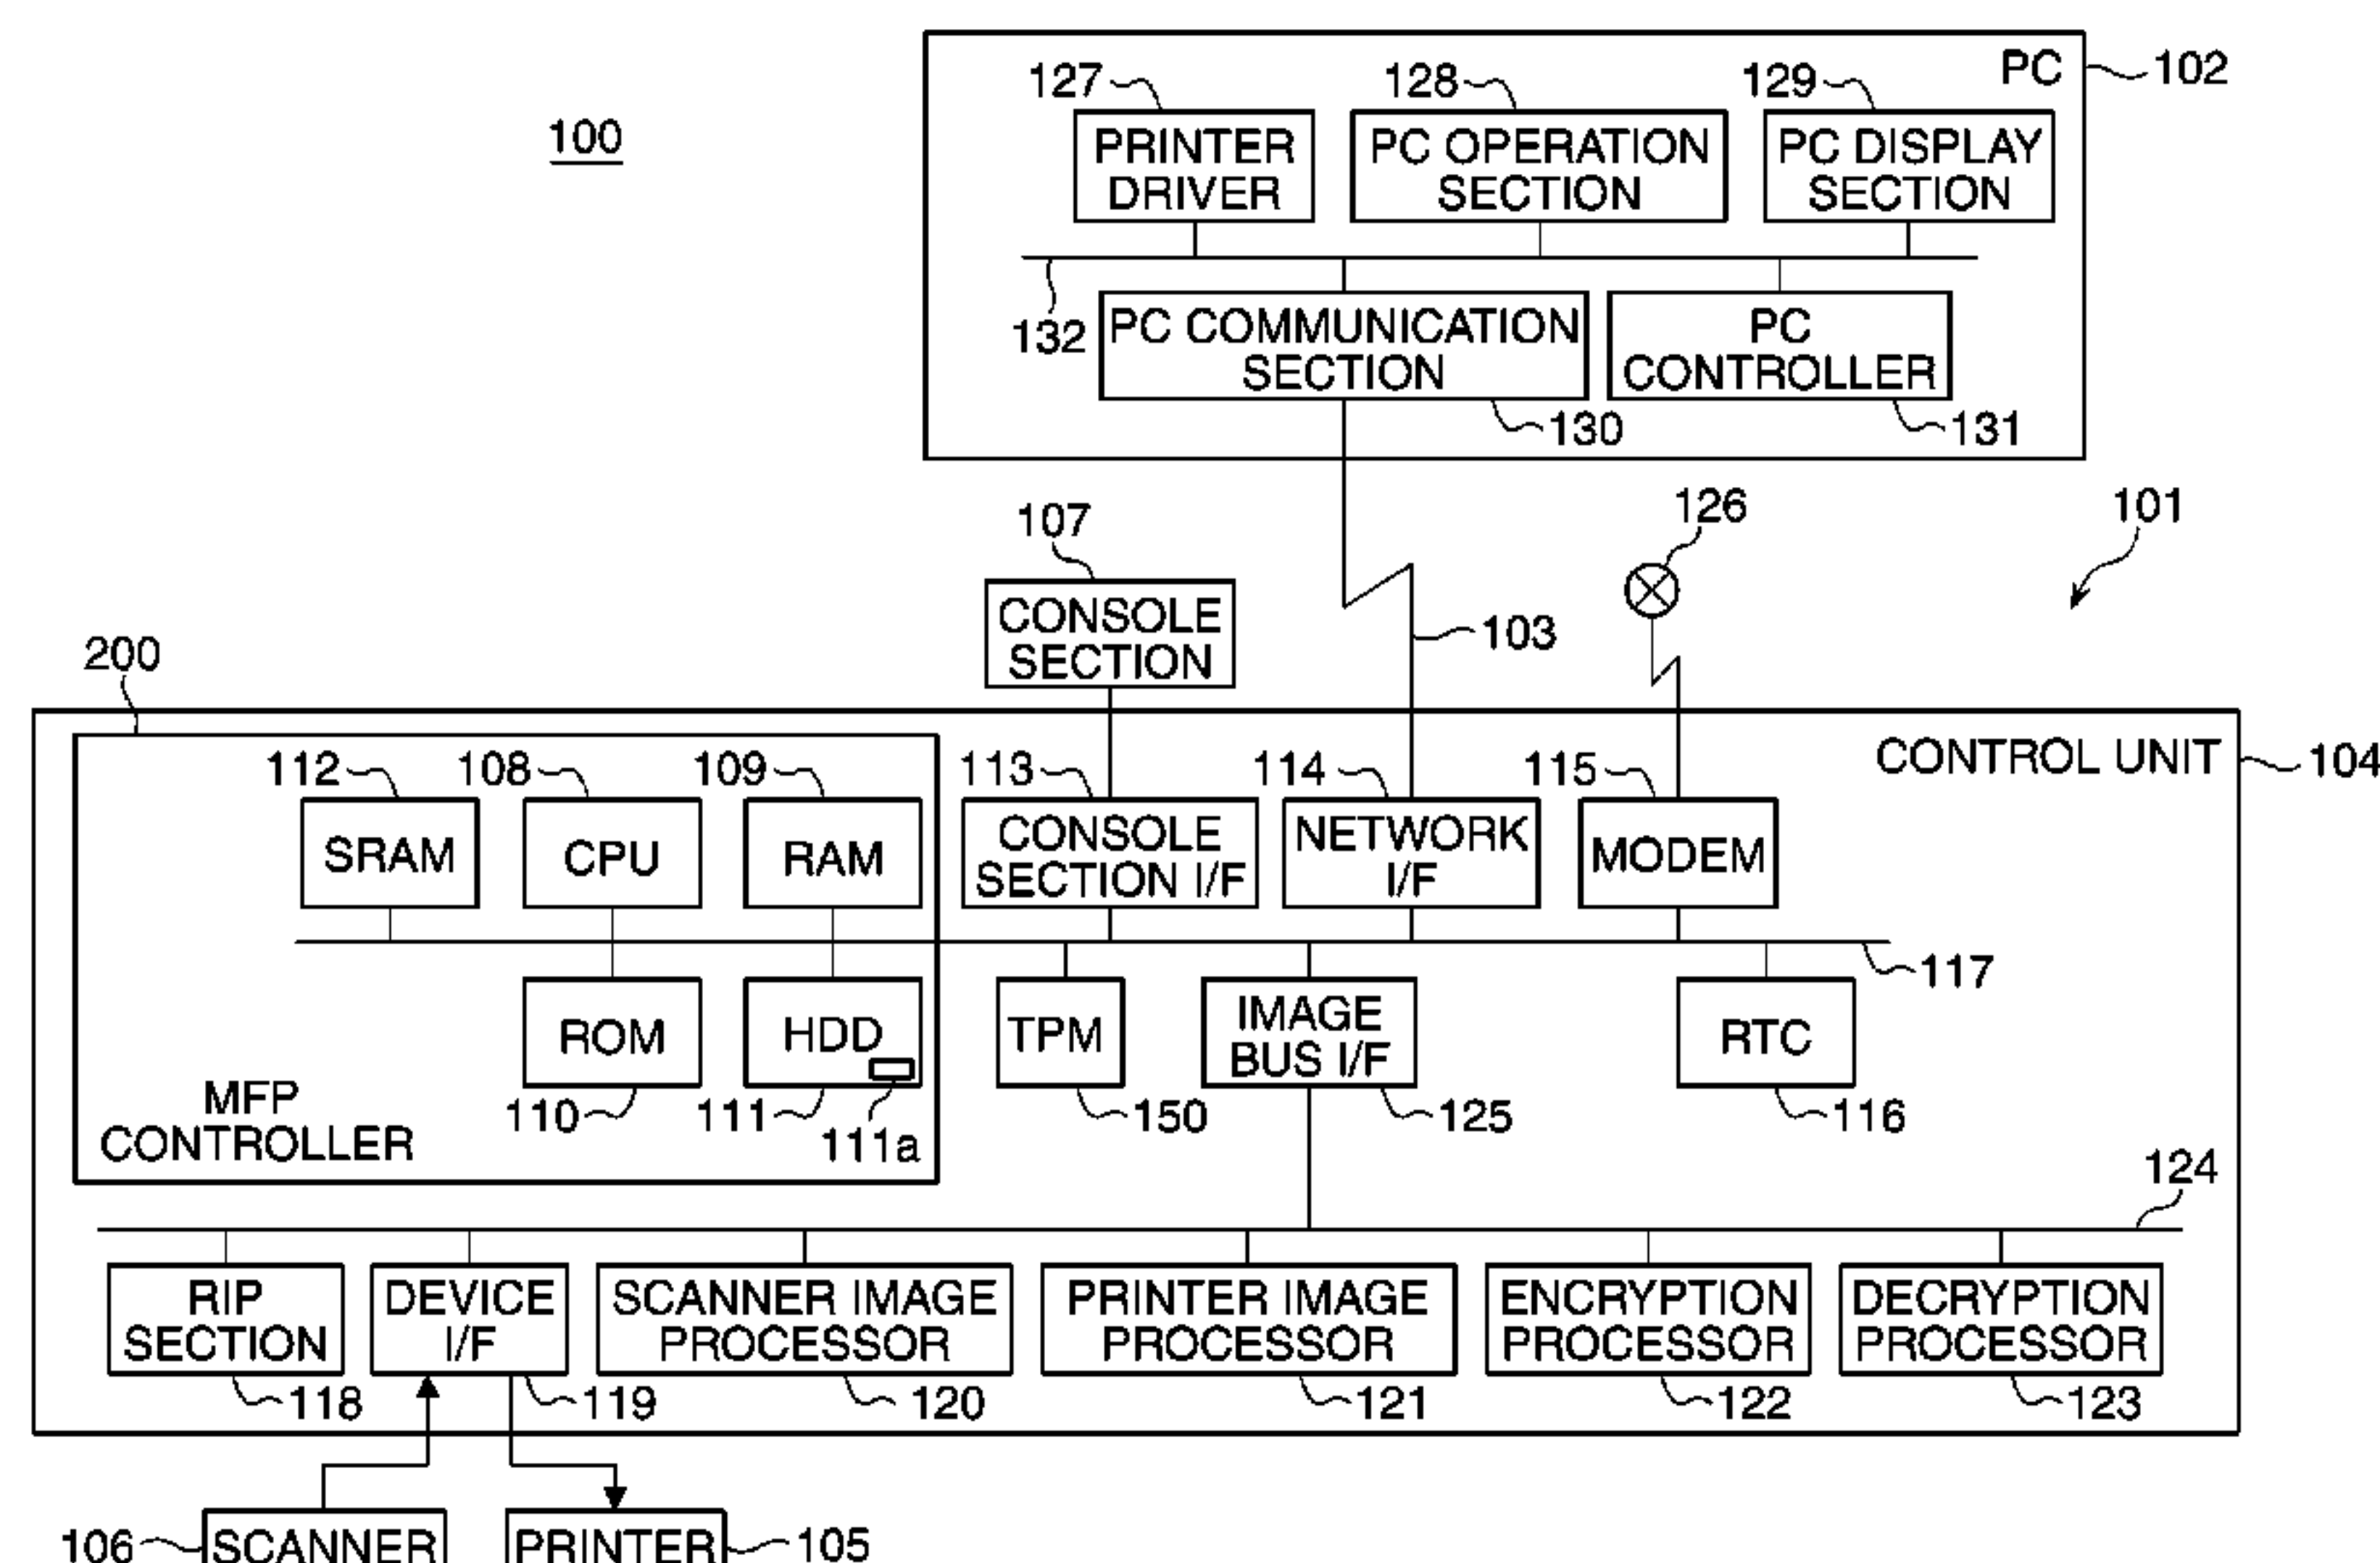 100
PC
102
127
128
129
PRINTER
DRIVER
PC OPERATION
SECTION
PC DISPLAY
SECTION
132
PC COMMUNICATION
SECTION
PC
CONTROLLER
130
131
107
126
101
CONSOLE
SECTION
103
200
CONTROL UNIT
104
112
108
109
113
114
115
SRAM
CPU
RAM
CONSOLE
SECTION I/F
NETWORK
I/F
MODEM
117
ROM
HDD
TPM
IMAGE
BUS I/F
RTC
110
111
111a
150
125
116
MFP
CONTROLLER
124
RIP
SECTION
DEVICE
I/F
SCANNER IMAGE
PROCESSOR
PRINTER IMAGE
PROCESSOR
ENCRYPTION
PROCESSOR
DECRYPTION
PROCESSOR
118
119
120
121
122
123
106
SCANNER
PRINTER
105